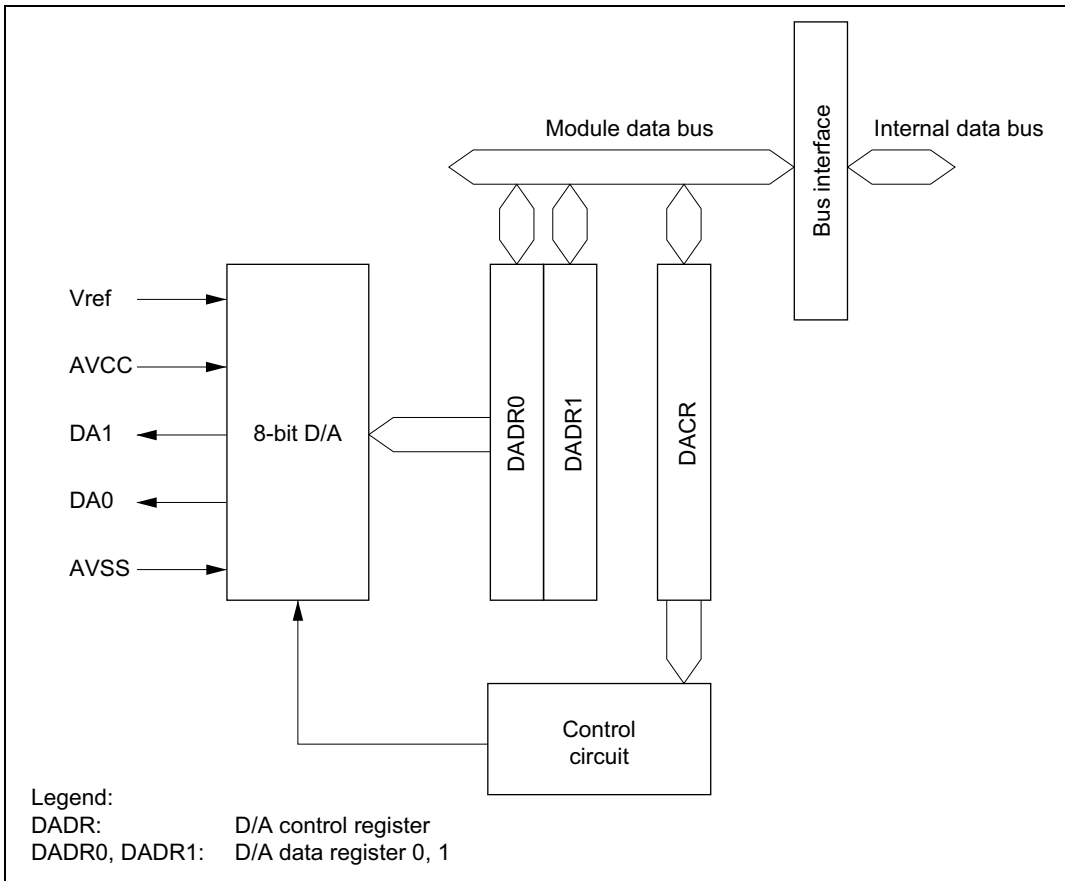 Module data bus
Internal data bus
Bus interface
Vref
AVCC
DA1
DA0
AVSS
8-bit D/A
DADR0
DADR1
DACR
Control
circuit
Legend:
DADR: D/A control register
DADR0, DADR1: D/A data register 0, 1